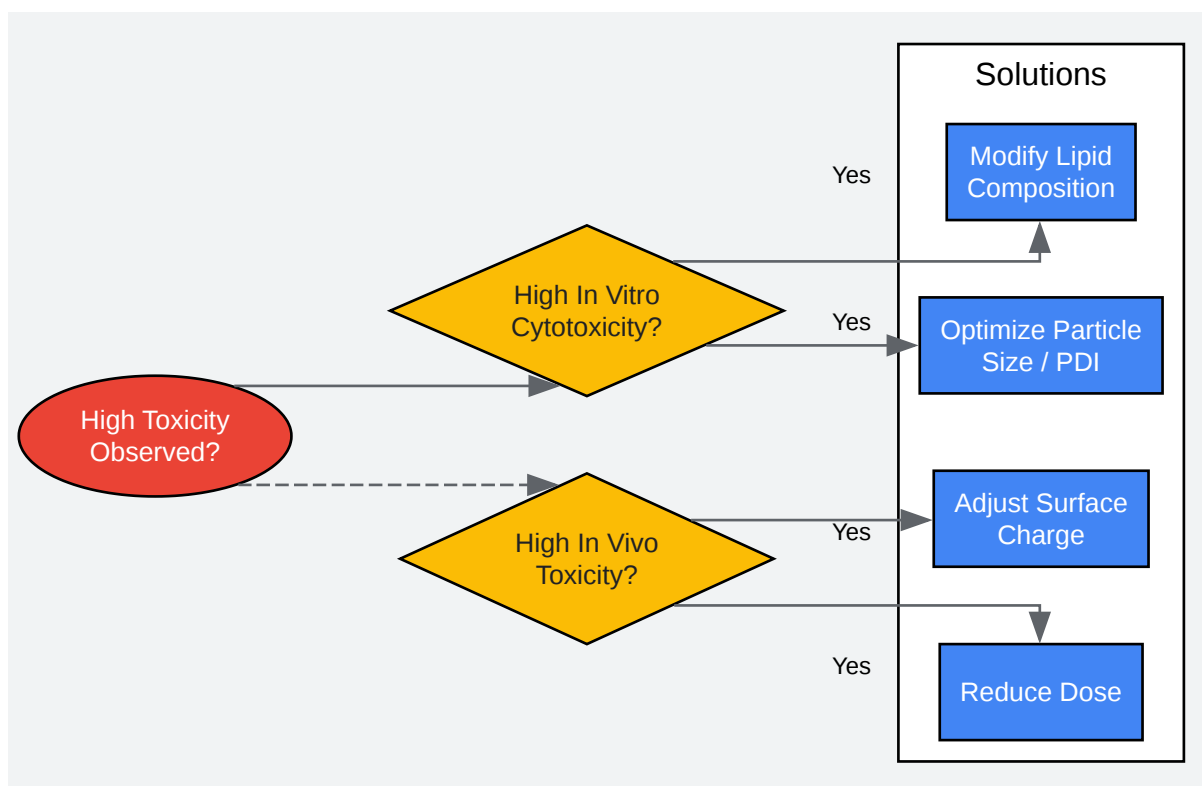 Solutions
Yes
Modify Lipid
Composition
High In Vitro
Cytotoxicity?
Yes
Optimize Particle
Size / PDI
High Toxicity
Observed?
High In Vivo
Toxicity?
Yes
Adjust Surface
Charge
Yes
Reduce Dose